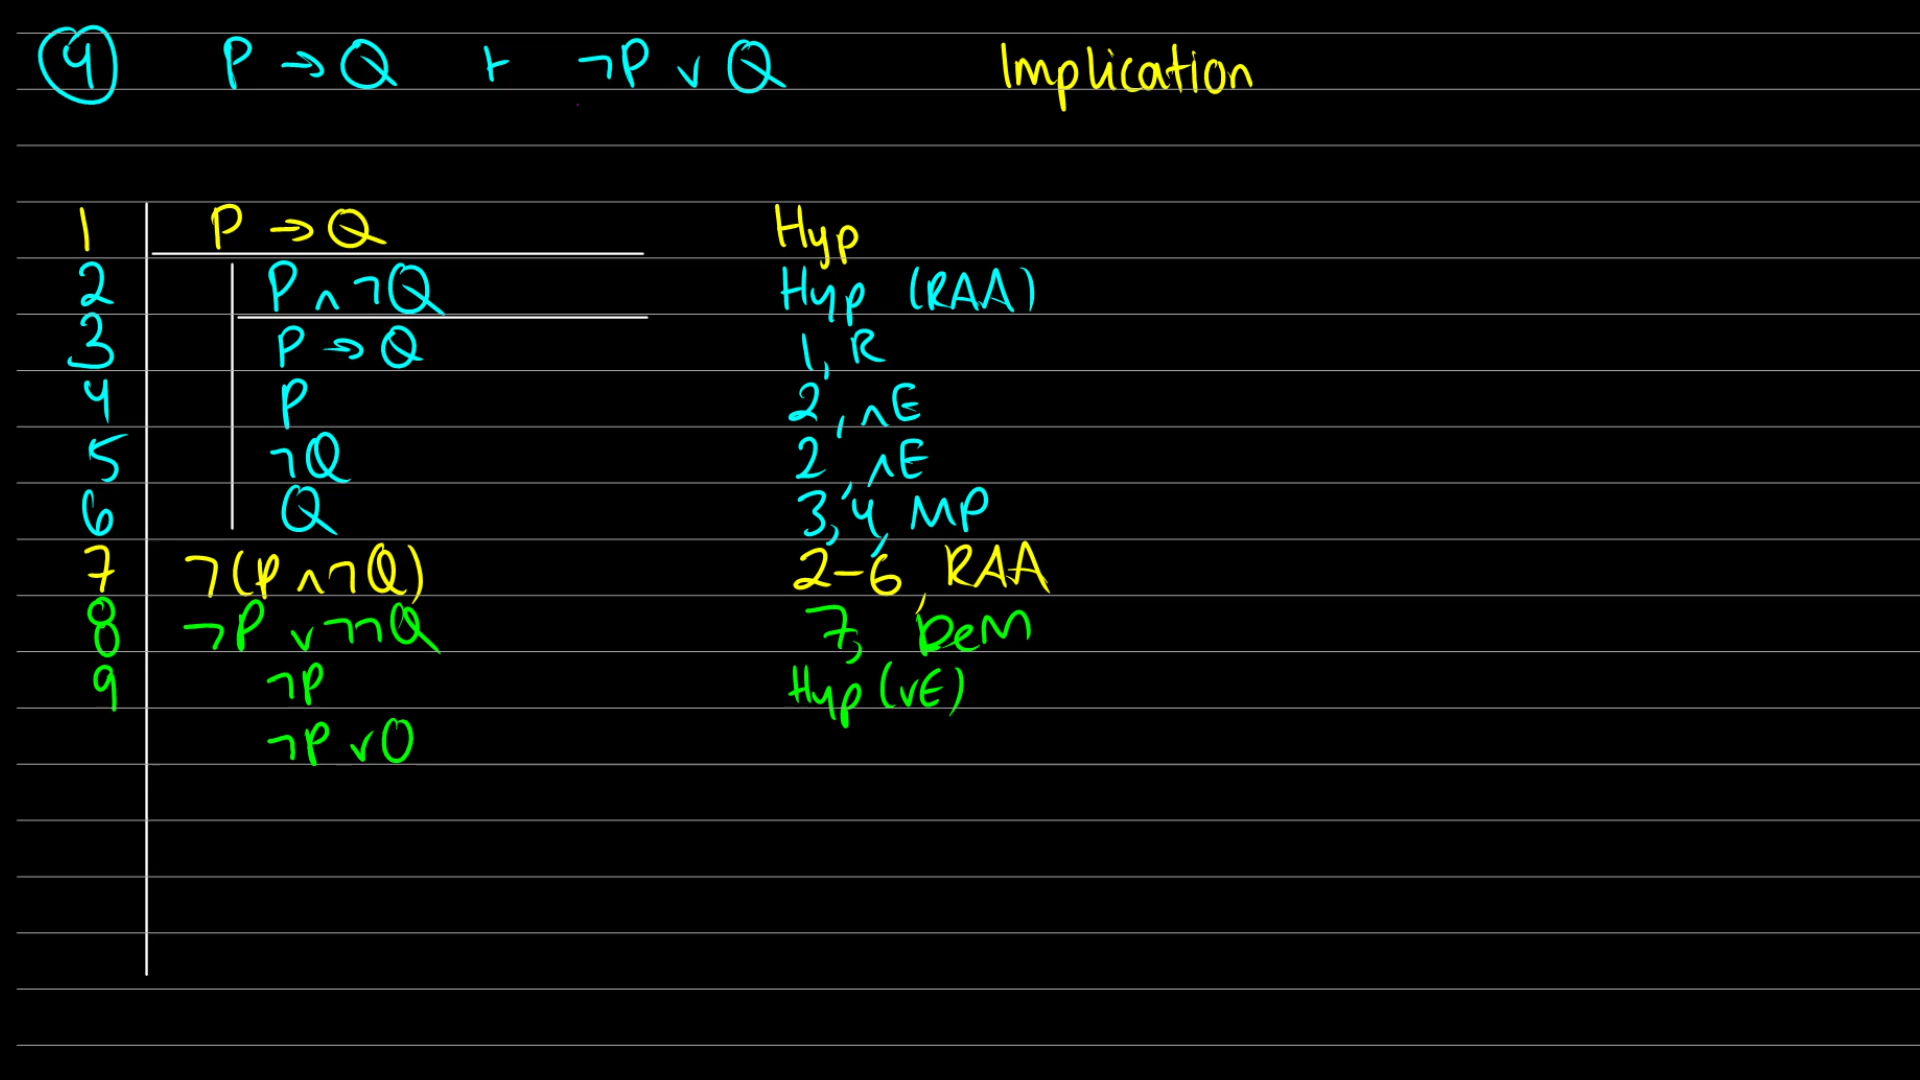 4 P → Q ⊢ ¬P ∨ Q Implication
1 P → Q Hyp
2 P ∧ ¬Q Hyp (RAA)
3 P → Q 1, R
4 P 2, ∧E
5 ¬Q 2, ∧E
6 Q 3, 4, MP
7 ¬(P ∧ ¬Q) 2-6, RAA
8 ¬P ∨ ¬¬Q 7, DeM
9 ¬P Hyp (∨E)
¬P ∨ O